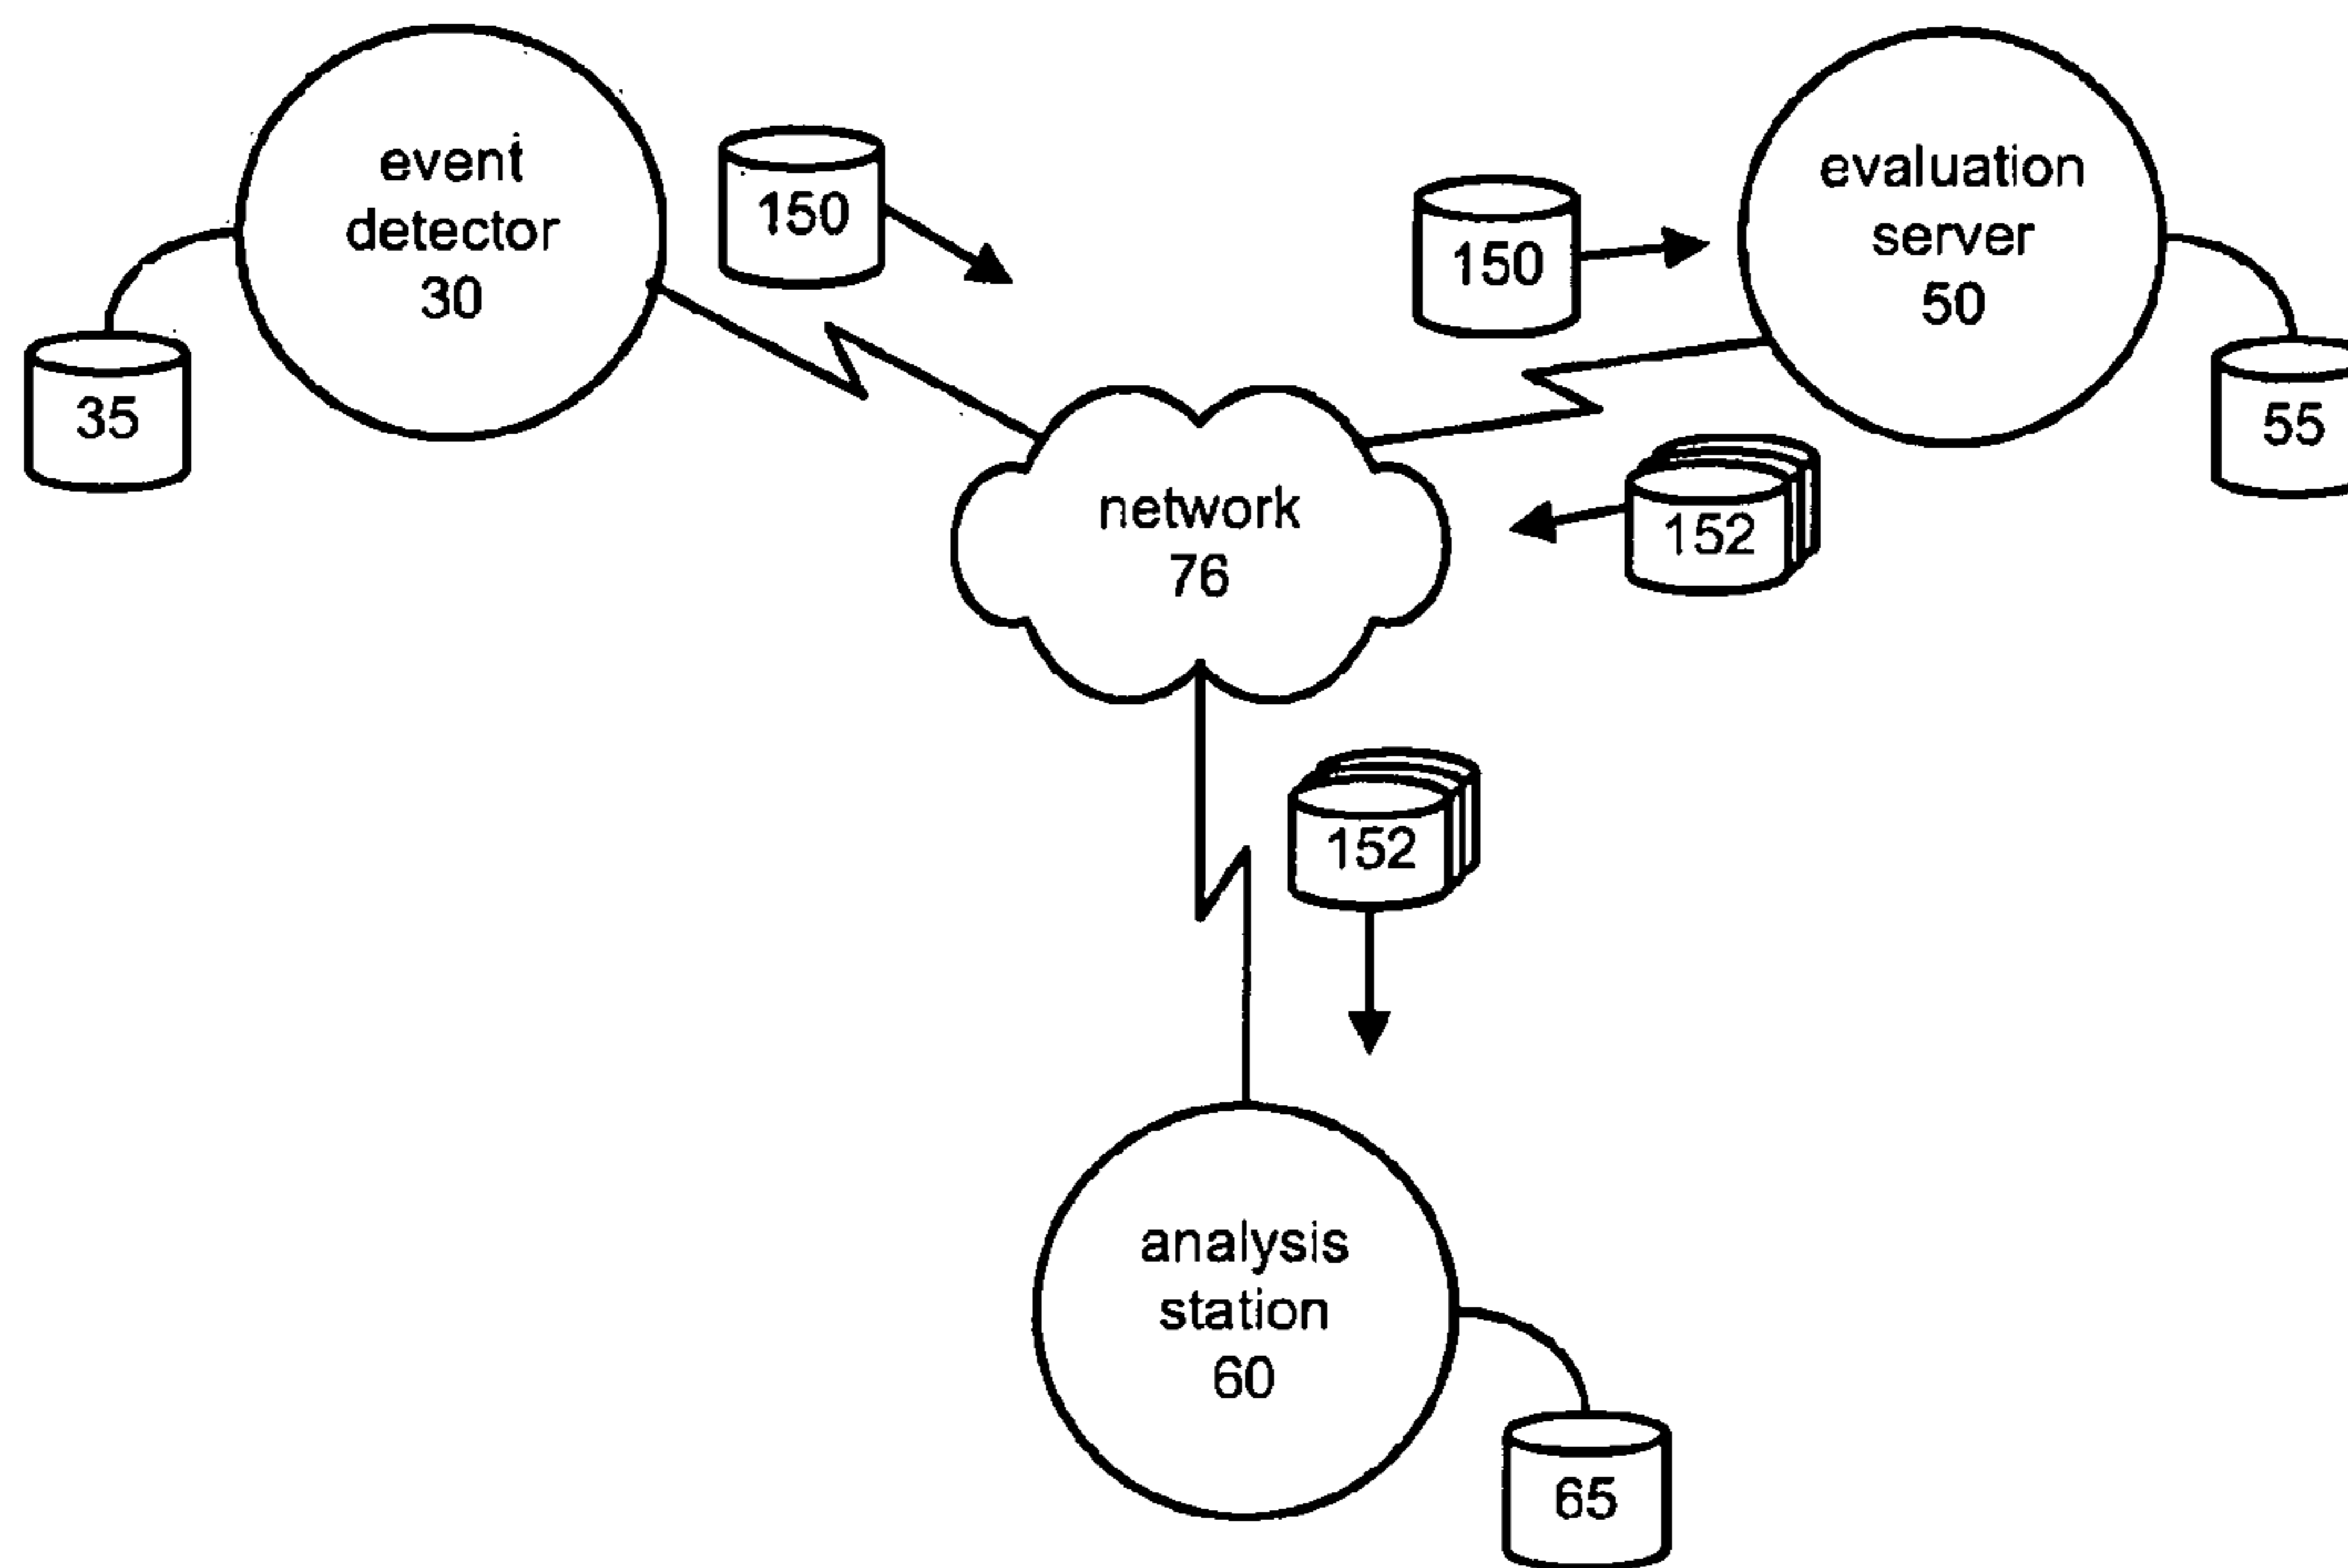 event
detector
30
150
35
150
evaluation
server
50
55
network
76
152
152
analysis
station
60
65